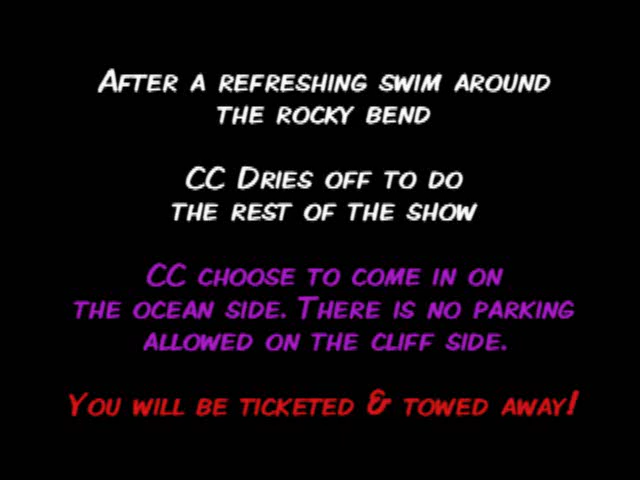 After a refreshing swim around
the rocky bend
CC Dries off to do
the rest of the show
CC choose to come in on
the ocean side. There is no parking
allowed on the cliff side.
You will be ticketed & towed away!